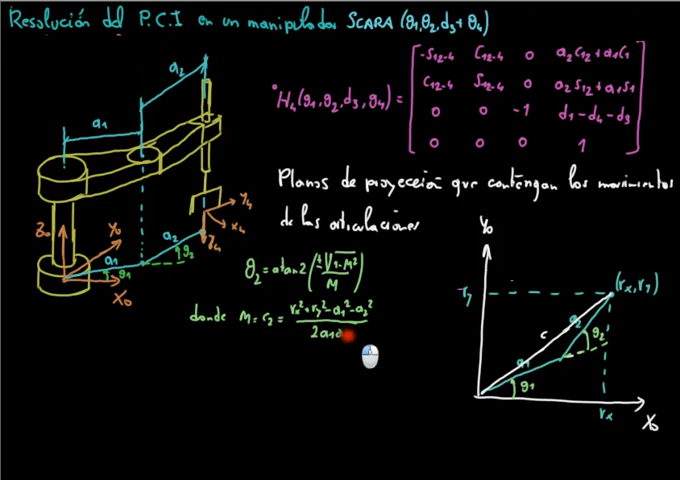 Resolución del P.C.I en un manipulador SCARA (θ1,θ2,d3,θ4)
a2
a1
⁰H4(θ1,θ2,d3,θ4) =
-S12-4 C12-4 0 a2C12+a1C1
C12-4 S12-4 0 a2S12+a1S1
0 0 -1 d1-d4-d3
0 0 0 1
Planos de proyección que contengan los movimientos
de las articulaciones
Z0 Y0 a1 θ1 X0
a2 θ2
Y4 X4 Z4
θ2 = atan2(±√1-M²/M)
donde M = c2 = rx²+ry²-a1²-a2²/2a1a
Y0
ry
(rx,ry)
c a2
a1 θ2
θ1
rx X0